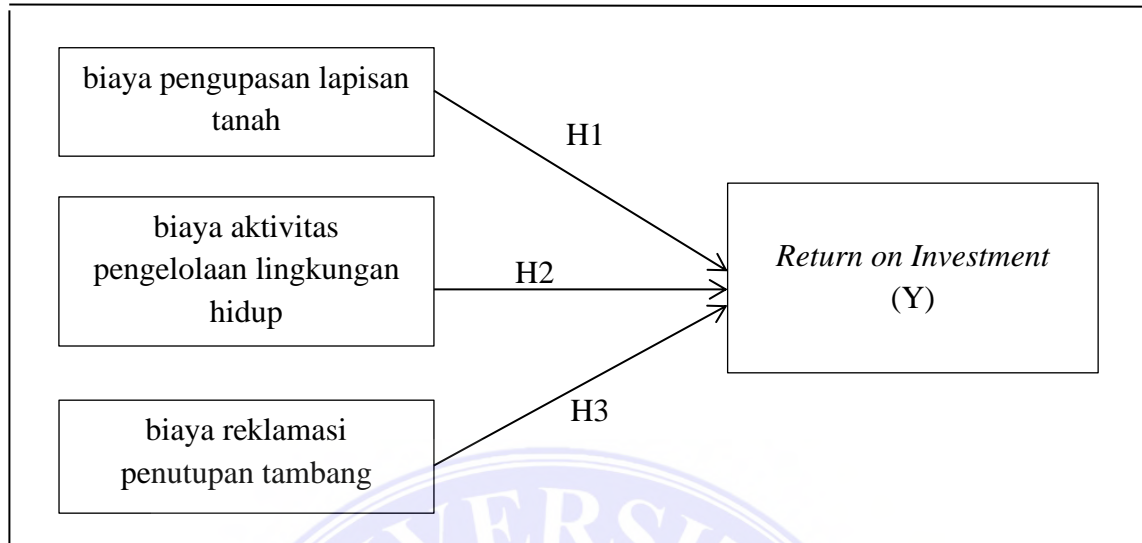 biaya pengupasan lapisan
tanah
H1
biaya aktivitas
pengelolaan lingkungan
hidup
H2
Return on Investment
(Y)
H3
biaya reklamasi
penutupan tambang